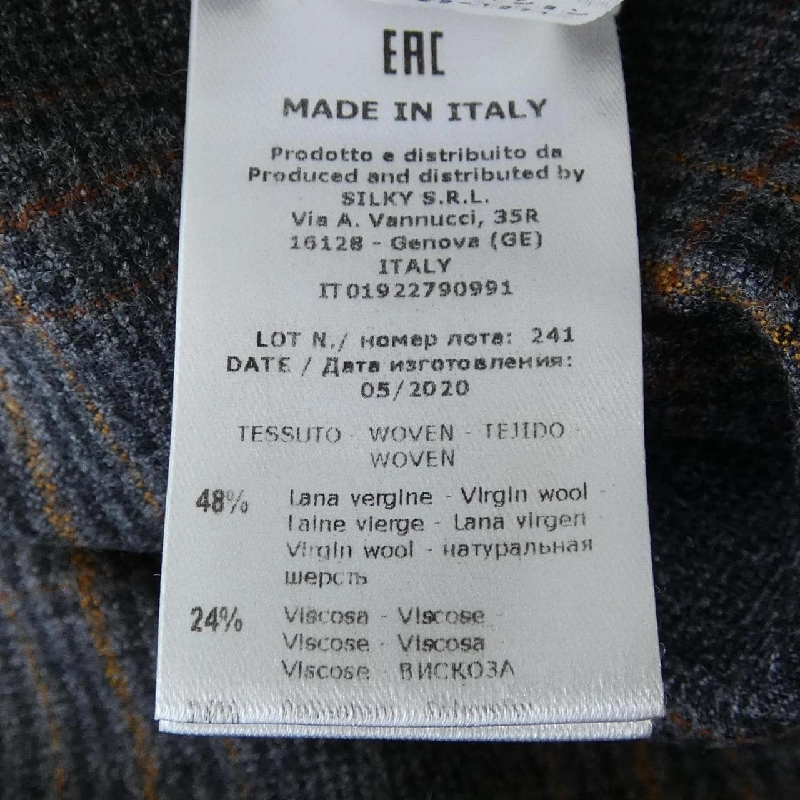 EAC
MADE IN ITALY
Prodotto e distribuito da
Produced and distributed by
SILKY S.R.L.
Via A. Vannucci, 35R
16128 - Genova (GE)
ITALY
IT01922790991
LOT N./ номер лота: 241
DATE / Дата изготовления:
05/2020
TESSUTO - WOVEN - TEJIDO -
WOVEN
48% Lana vergine - Virgin wool -
Laine vierge - Lana virgen
Virgin wool - натуральная
шерсть
24% Viscosa - Viscose -
Viscose - Viscosa
Viscose - ВИСКОЗА